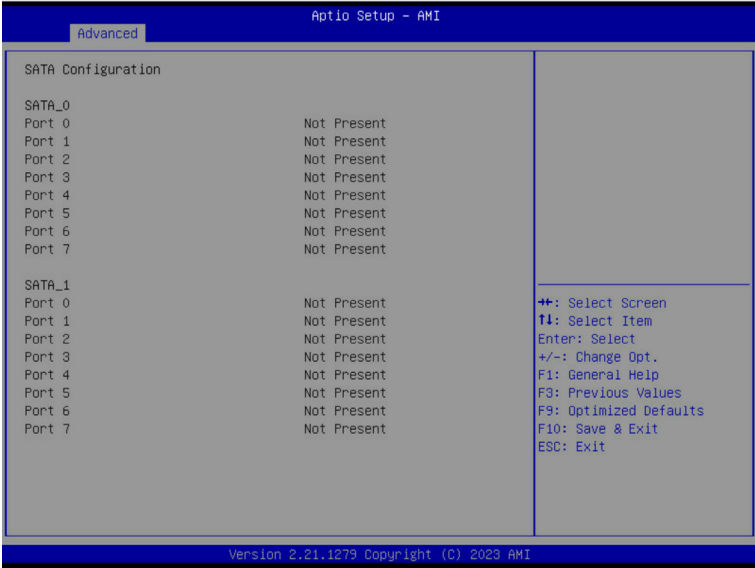 Aptio Setup - AMI
Advanced
SATA Configuration
SATA_0
Port 0 Not Present
Port 1 Not Present
Port 2 Not Present
Port 3 Not Present
Port 4 Not Present
Port 5 Not Present
Port 6 Not Present
Port 7 Not Present
SATA_1
Port 0 Not Present
Port 1 Not Present
Port 2 Not Present
Port 3 Not Present
Port 4 Not Present
Port 5 Not Present
Port 6 Not Present
Port 7 Not Present
→←: Select Screen
↑↓: Select Item
Enter: Select
+/-: Change Opt.
F1: General Help
F3: Previous Values
F9: Optimized Defaults
F10: Save & Exit
ESC: Exit
Version 2.21.1279 Copyright (C) 2023 AMI